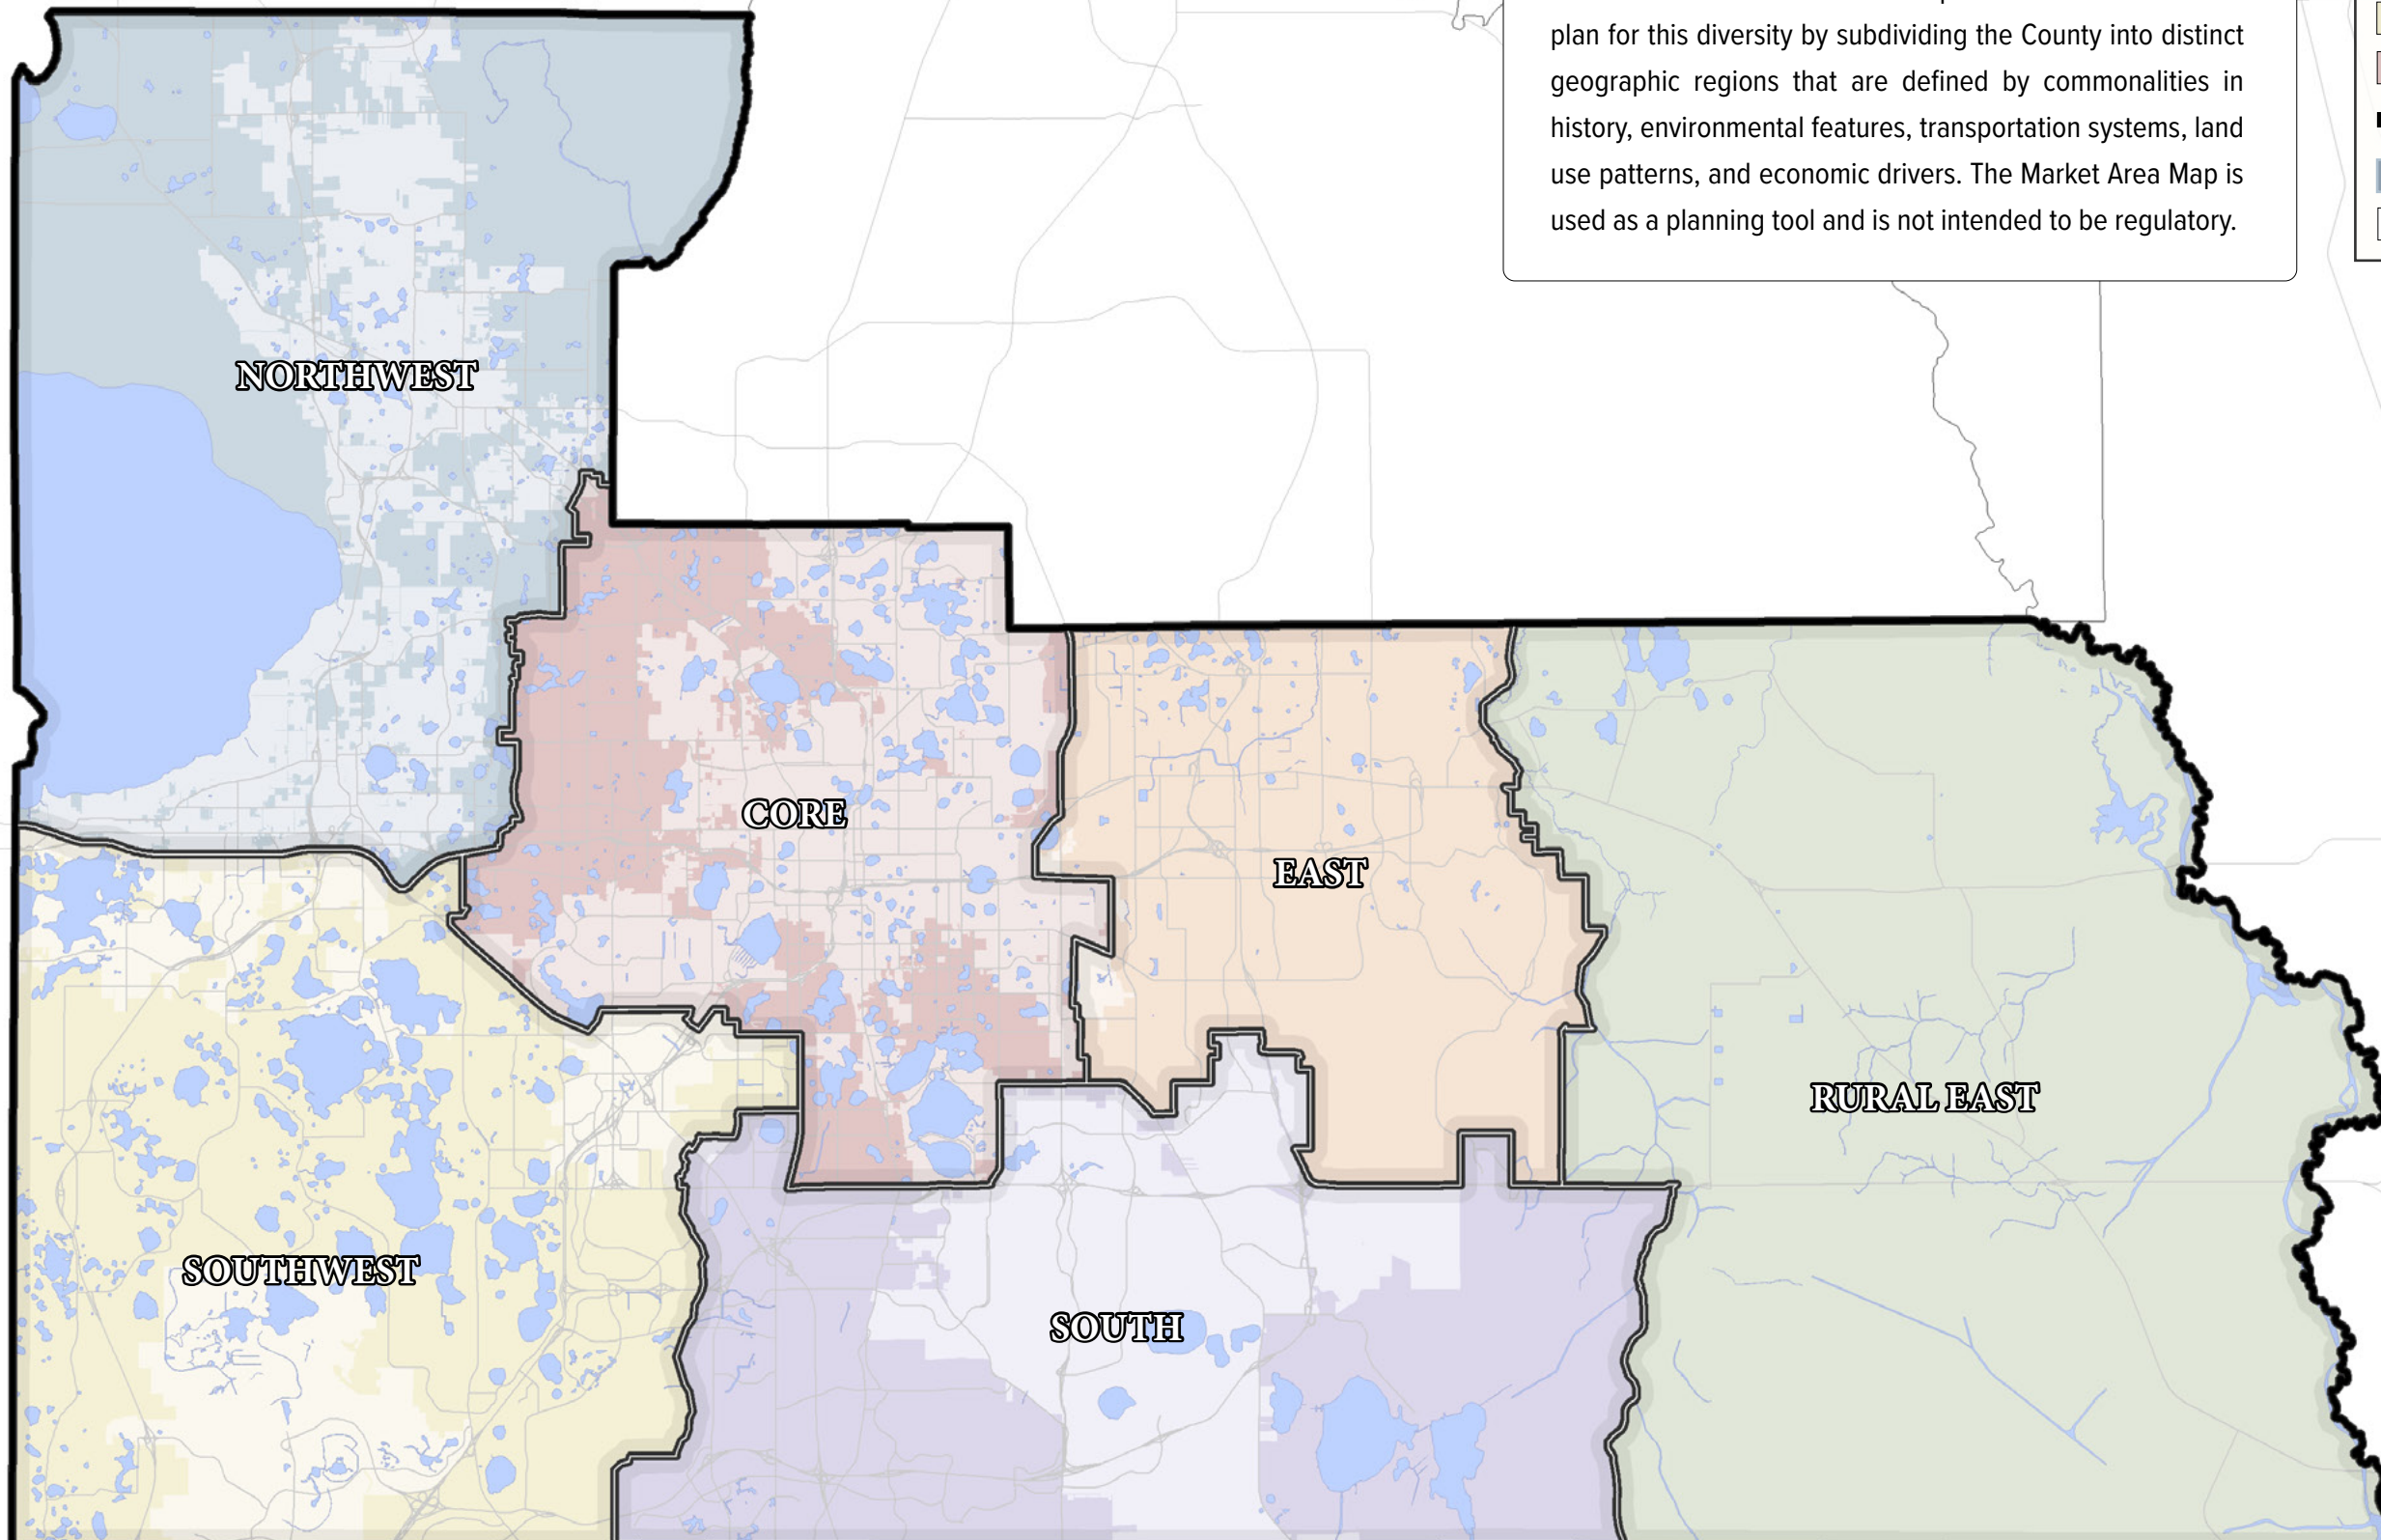 plan for this diversity by subdividing the County into distinct
geographic regions that are defined by commonalities in
history, environmental features, transportation systems, land
use patterns, and economic drivers. The Market Area Map is
used as a planning tool and is not intended to be regulatory.
NORTHWEST
CORE
EAST
RURAL EAST
SOUTHWEST
SOUTH